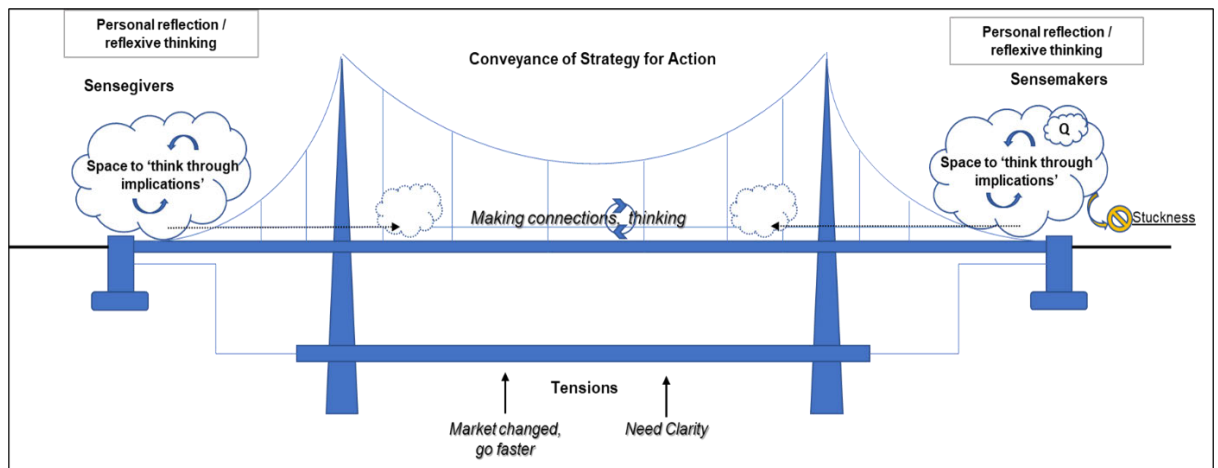 Personal reflection /
reflexive thinking
Personal reflection /
reflexive thinking
Conveyance of Strategy for Action
Sensegivers
Sensemakers
Q
Space to ‘think through
implications’
Space to ‘think through
implications’
Making connections, thinking
Stuckness
Tensions
Market changed,
go faster
Need Clarity